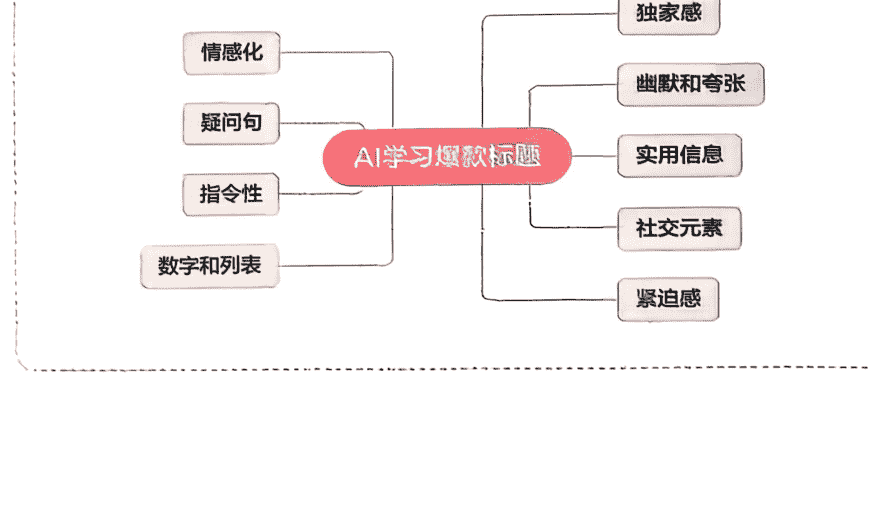 独家感
情感化
幽默和夸张
疑问句
AI学习爆款标题
实用信息
指令性
社交元素
数字和列表
紧迫感